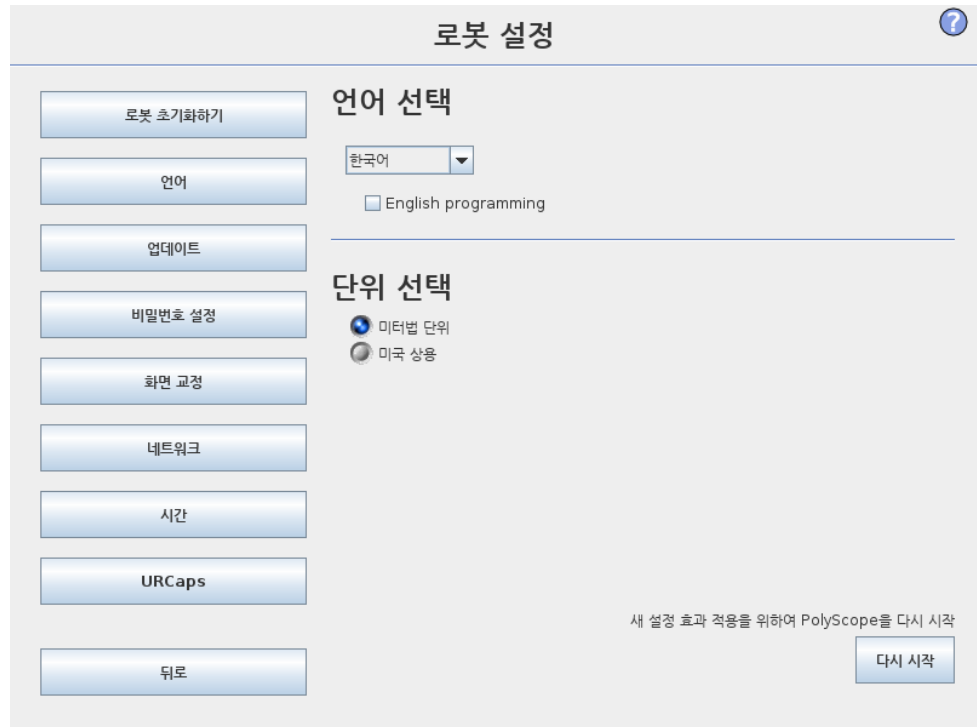 로봇 설정
?
로봇 초기화하기
언어
업데이트
비밀번호 설정
화면 교정
네트워크
시간
URCaps
뒤로
언어 선택
한국어
English programming
단위 선택
미터법 단위
미국 상용
새 설정 효과 적용을 위하여 PolyScope을 다시 시작
다시 시작